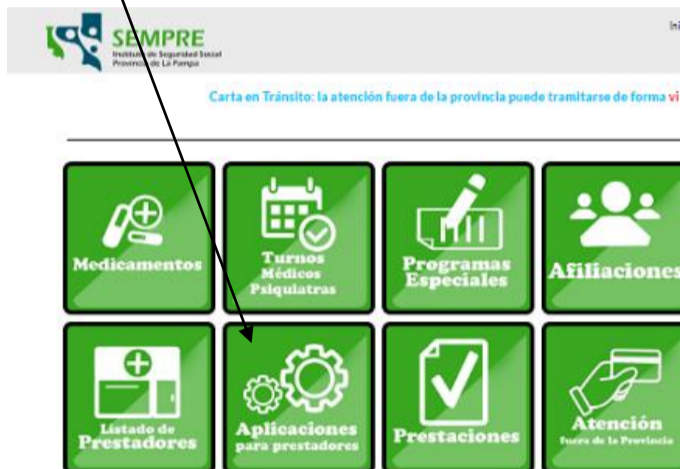 SEMPRE
Instituto de Seguridad Social
Provincia de La Pampa
Carta en Tránsito: la atención fuera de la provincia puede tramitarse de forma
Medicamentos
Turnos
Médicos
Psiquiatras
Programas
Especiales
Afiliaciones
Listado de
Prestadores
Aplicaciones
para prestadores
Prestaciones
Atención
fuera de la Provincia